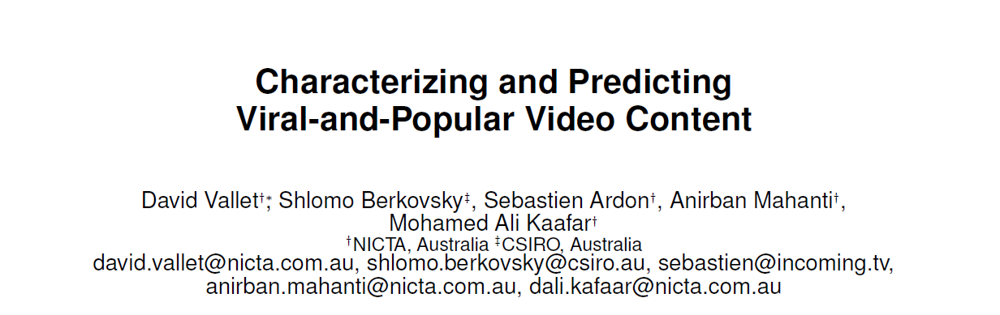 Characterizing and Predicting
Viral-and-Popular Video Content
David Vallet†*, Shlomo Berkovsky‡, Sebastien Ardon†, Anirban Mahanti†,
Mohamed Ali Kaafar†
†NICTA, Australia ‡CSIRO, Australia
david.vallet@nicta.com.au, shlomo.berkovsky@csiro.au, sebastien@incoming.tv,
anirban.mahanti@nicta.com.au, dali.kafaar@nicta.com.au